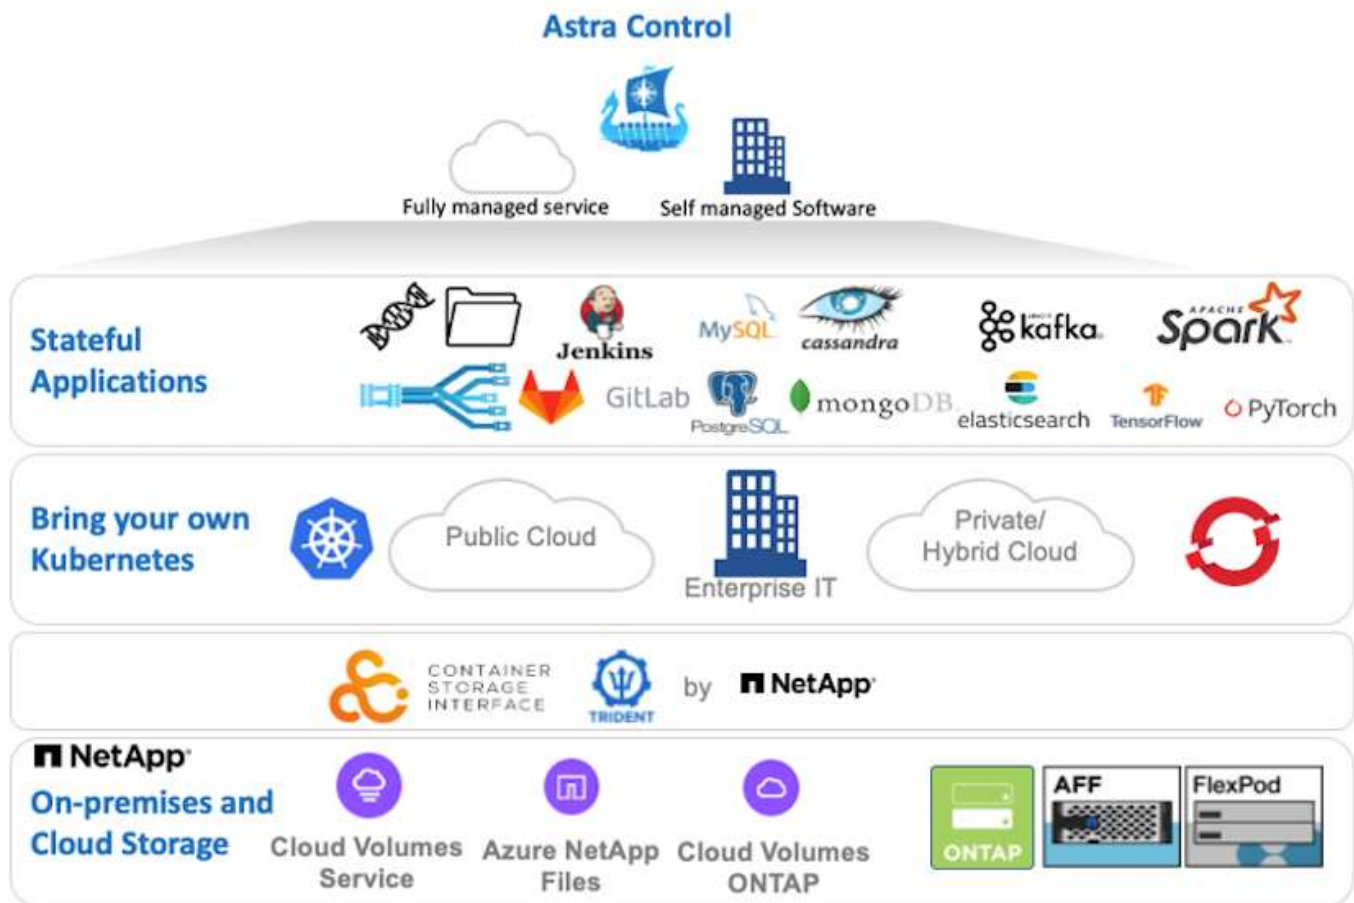 Astra Control
Fully managed service
Self managed Software
Stateful
Applications
Jenkins
MySQL
cassandra
kafka
APACHE
Spark
GitLab
PostgreSQL
mongoDB
elasticsearch
TensorFlow
PyTorch
Bring your own
Kubernetes
Public Cloud
Enterprise IT
Private/
Hybrid Cloud
CONTAINER
STORAGE
INTERFACE
TRIDENT
by
NetApp
NetApp
On-premises and
Cloud Storage
Cloud Volumes
Service
Azure NetApp
Files
Cloud Volumes
ONTAP
ONTAP
AFF
FlexPod